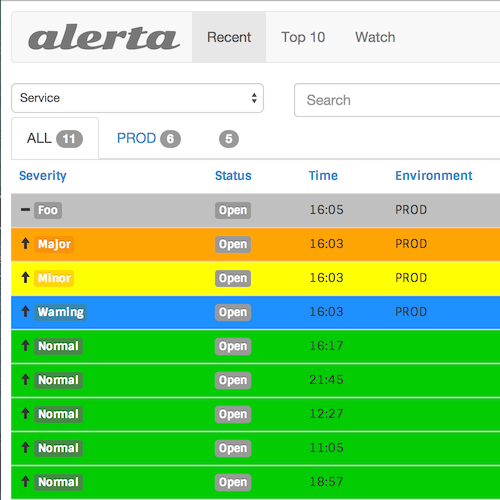 alerta Recent Top 10 Watch
Service Search
ALL 11 PROD 6 5
Severity Status Time Environment
Foo Open 16:05 PROD
Major Open 16:03 PROD
Minor Open 16:03 PROD
Warning Open 16:03 PROD
Normal Open 16:17
Normal Open 21:45
Normal Open 12:27
Normal Open 11:05
Normal Open 18:57